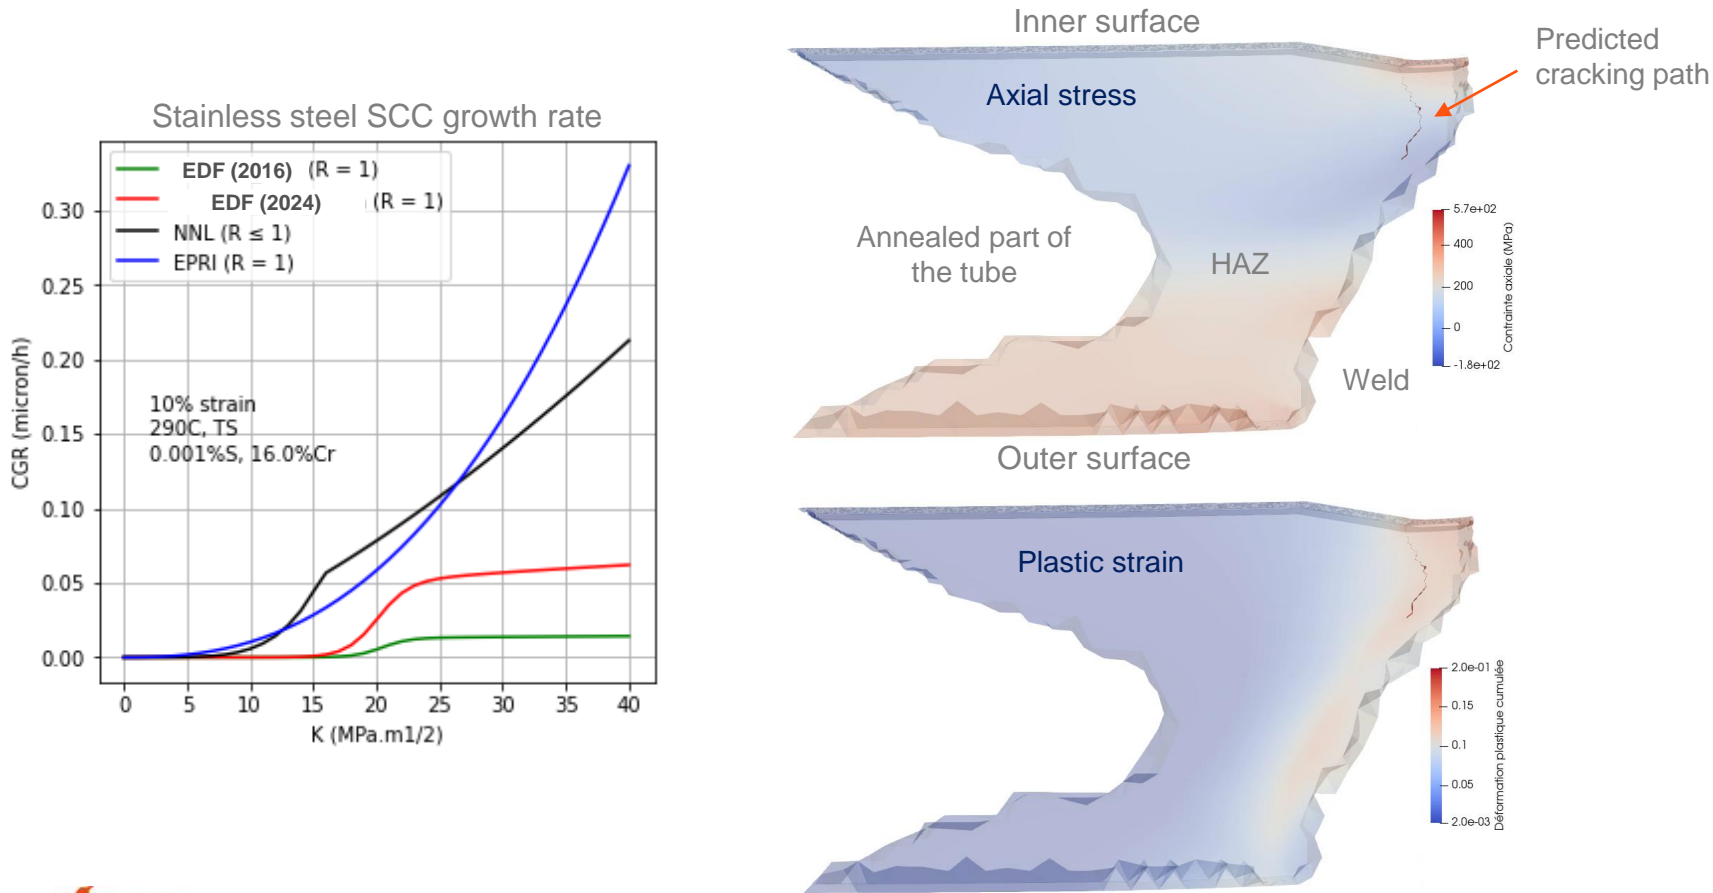 Stainless steel SCC growth rate
EDF (2016) (R = 1)
EDF (2024) (R = 1)
NNL (R ≤ 1)
EPRI (R = 1)
0.30
0.25
0.20
0.15
0.10
0.05
0.00
10% strain
290C, TS
0.001%S, 16.0%Cr
CGR (micron/h)
0 5 10 15 20 25 30 35 40
K (MPa.m1/2)
Inner surface
Predicted
cracking path
Axial stress
Annealed part of
the tube
HAZ
Weld
5.7e+02
400
200
0
-1.8e+02
Contrainte axiale (MPa)
Outer surface
Plastic strain
2.0e-01
0.15
0.1
0.05
2.0e-03
Déformation plastique cumulée